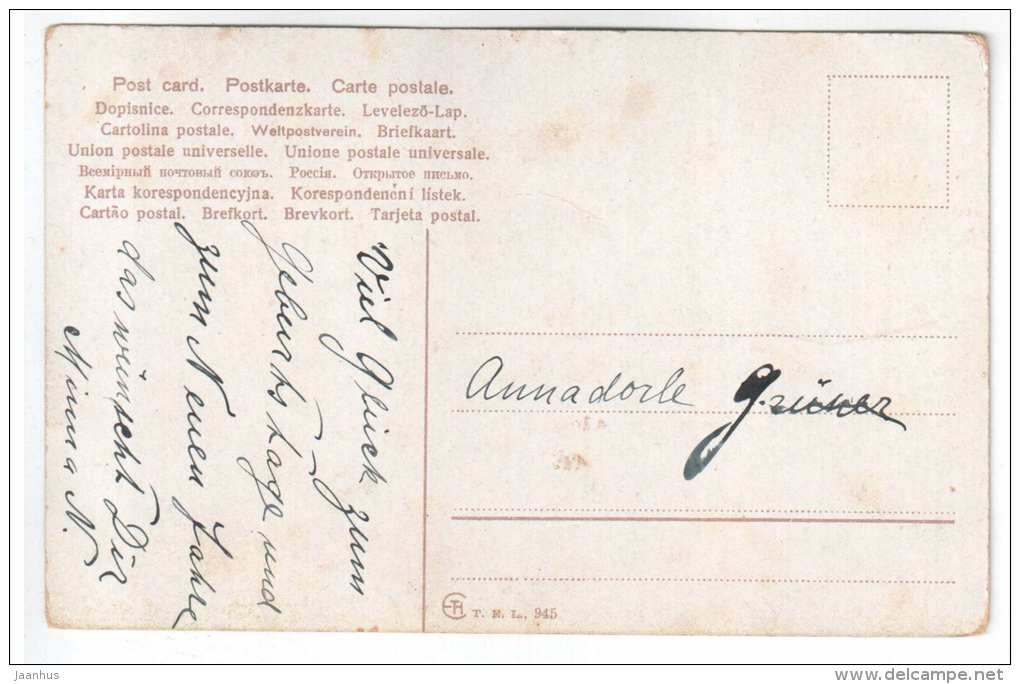 Post card. Postkarte. Carte postale.
Dopisnice. Correspondenzkarte. Levelező-Lap.
Cartolina postale. Weltpostverein. Briefkaart.
Union postale universelle. Unione postale universale.
Всемірный почтовый союзъ. Россія. Открытое письмо.
Karta korespondencyjna. Korespondenční lístek.
Cartão postal. Brefkort. Brevkort. Tarjeta postal.
Viel Glück zum
Geburtstage und
zum Neuen Jahre
das wünscht Dir
Minna N.
Annadorle Grüner
T. E. L. 945
jaanhus
delcampe.net